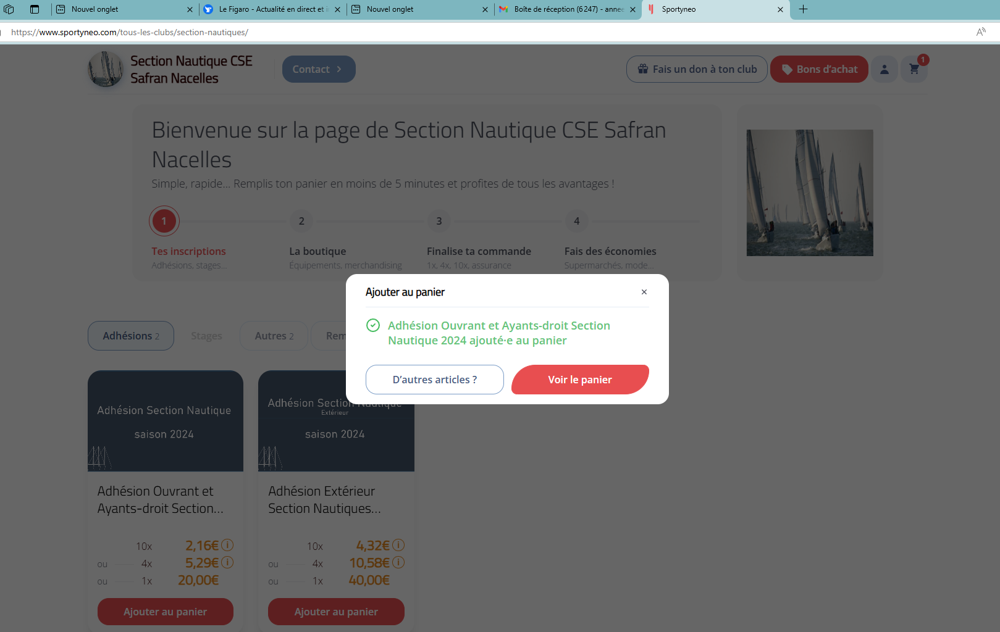 Nouvel onglet
Le Figaro - Actualité en direct et i
Nouvel onglet
Boîte de réception (6 247) - annee
Sportyneo
https://www.sportyneo.com/tous-les-clubs/section-nautiques/
Section Nautique CSE
Safran Nacelles
Contact
Fais un don à ton club
Bons d’achat
1
Bienvenue sur la page de Section Nautique CSE Safran
Nacelles
Simple, rapide... Remplis ton panier en moins de 5 minutes et profites de tous les avantages !
1
2
3
4
Tes inscriptions
La boutique
Finalise ta commande
Fais des économies
Adhésions, stages...
Équipements, merchandising
1x, 4x, 10x, assurance
Supermarchés, mode...
Ajouter au panier
Adhésion Ouvrant et Ayants-droit Section
Nautique 2024 ajouté·e au panier
D’autres articles ?
Voir le panier
Adhésions 2
Stages
Autres 2
Rem
Adhésion Section Nautique
saison 2024
Adhésion Section Nautique
Extérieur
saison 2024
Adhésion Ouvrant et
Ayants-droit Section...
10x 2,16€
ou 4x 5,29€
ou 1x 20,00€
Ajouter au panier
Adhésion Extérieur
Section Nautiques...
10x 4,32€
ou 4x 10,58€
ou 1x 40,00€
Ajouter au panier